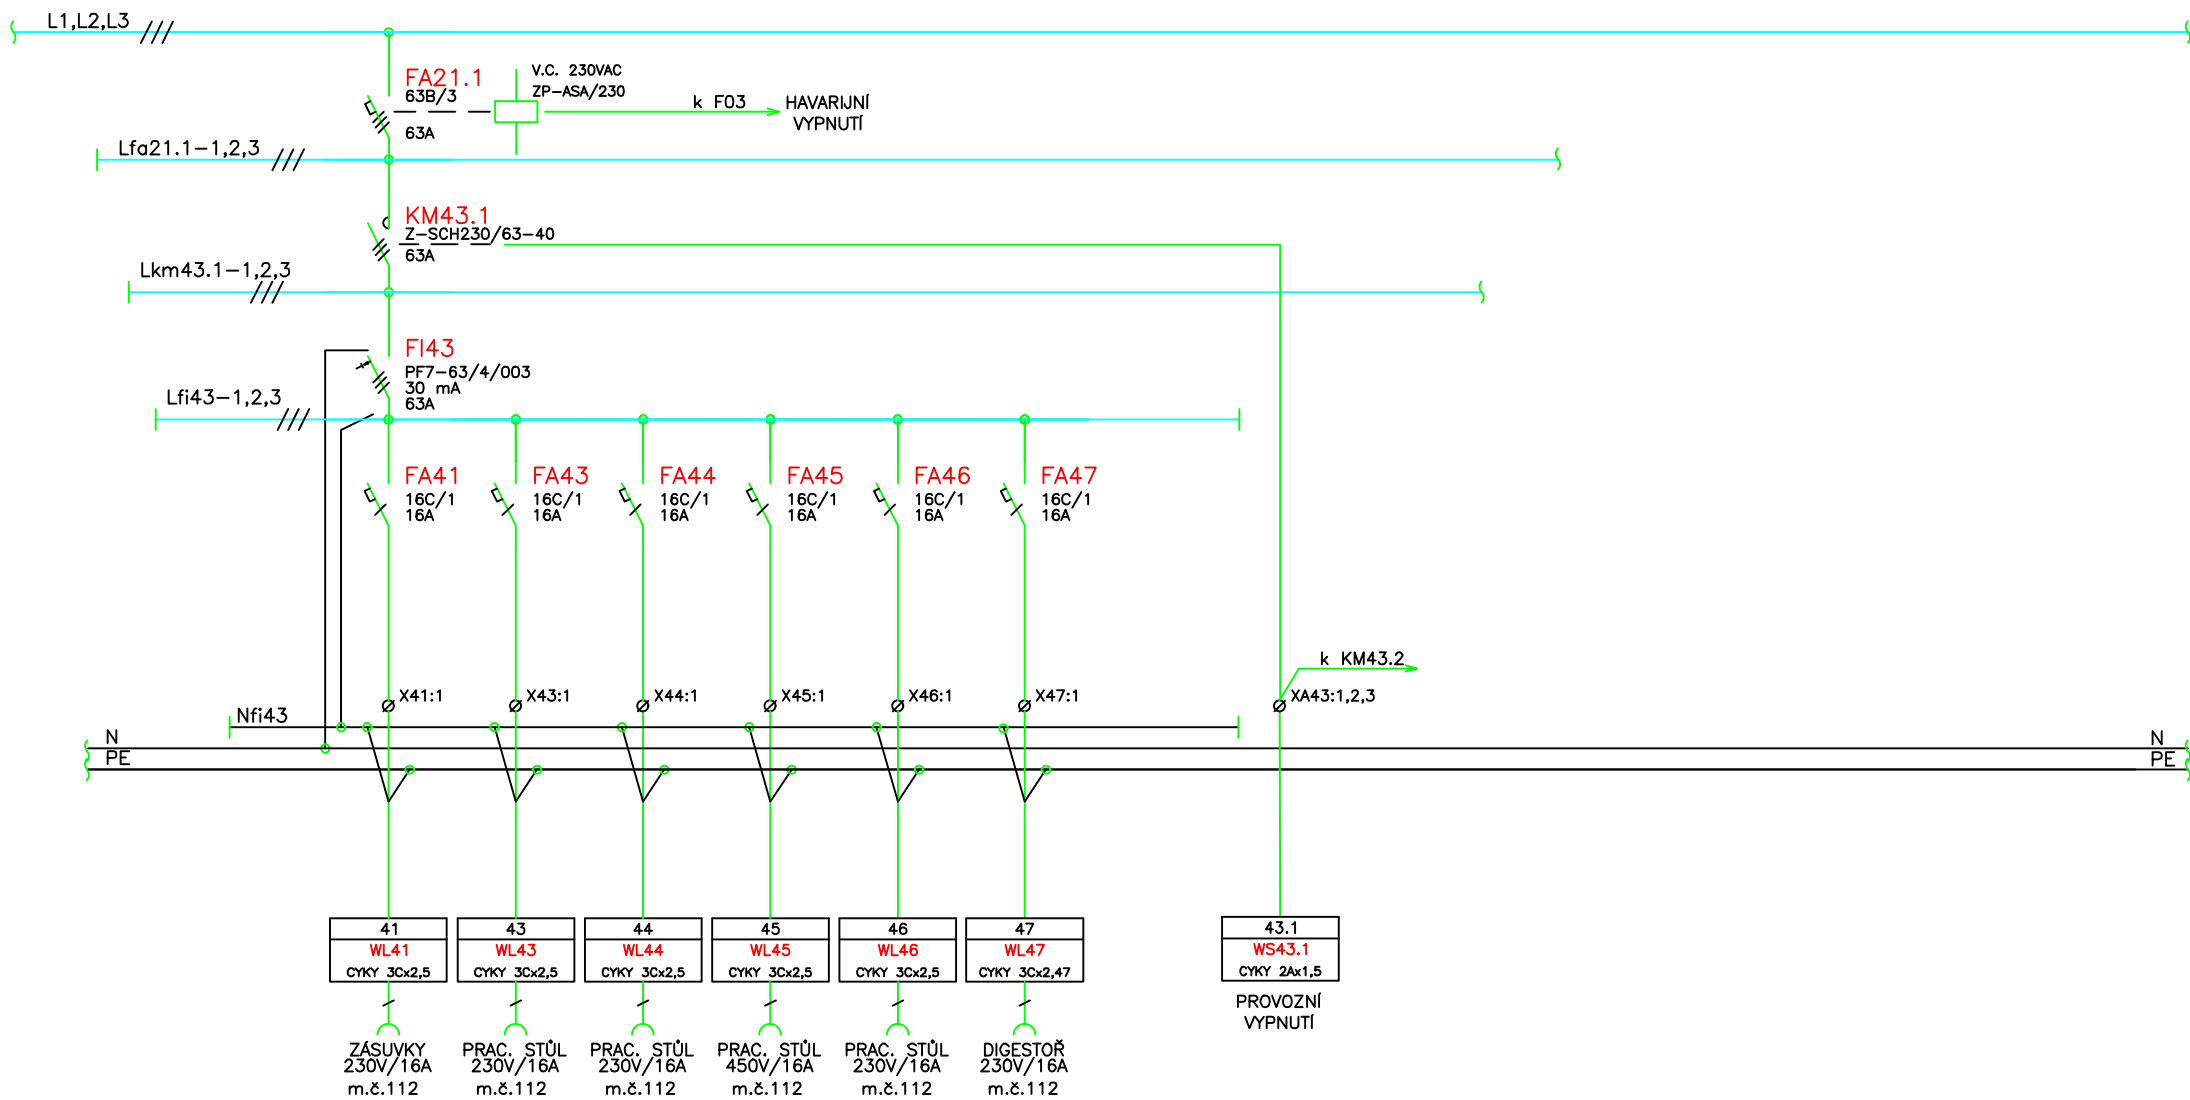 L1,L2,L3
FA21.1
63B/3
63A
V.C. 230VAC
ZP-ASA/230
k F03
HAVARIJNÍ
VYPNUTÍ
Lfa21.1-1,2,3
KM43.1
Z-SCH230/63-40
63A
Lkm43.1-1,2,3
FI43
PF7-63/4/003
30 mA
63A
Lfi43-1,2,3
FA41
16C/1
16A
FA43
16C/1
16A
FA44
16C/1
16A
FA45
16C/1
16A
FA46
16C/1
16A
FA47
16C/1
16A
k KM43.2
X41:1
X43:1
X44:1
X45:1
X46:1
X47:1
XA43:1,2,3
Nfi43
N
PE
N
PE
41
WL41
CYKY 3Cx2,5
ZÁSUVKY
230V/16A
m.č.112
43
WL43
CYKY 3Cx2,5
PRAC. STŮL
230V/16A
m.č.112
44
WL44
CYKY 3Cx2,5
PRAC. STŮL
230V/16A
m.č.112
45
WL45
CYKY 3Cx2,5
PRAC. STŮL
450V/16A
m.č.112
46
WL46
CYKY 3Cx2,5
PRAC. STŮL
230V/16A
m.č.112
47
WL47
CYKY 3Cx2,47
DIGESTOŘ
230V/16A
m.č.112
43.1
WS43.1
CYKY 2Ax1,5
PROVOZNÍ
VYPNUTÍ